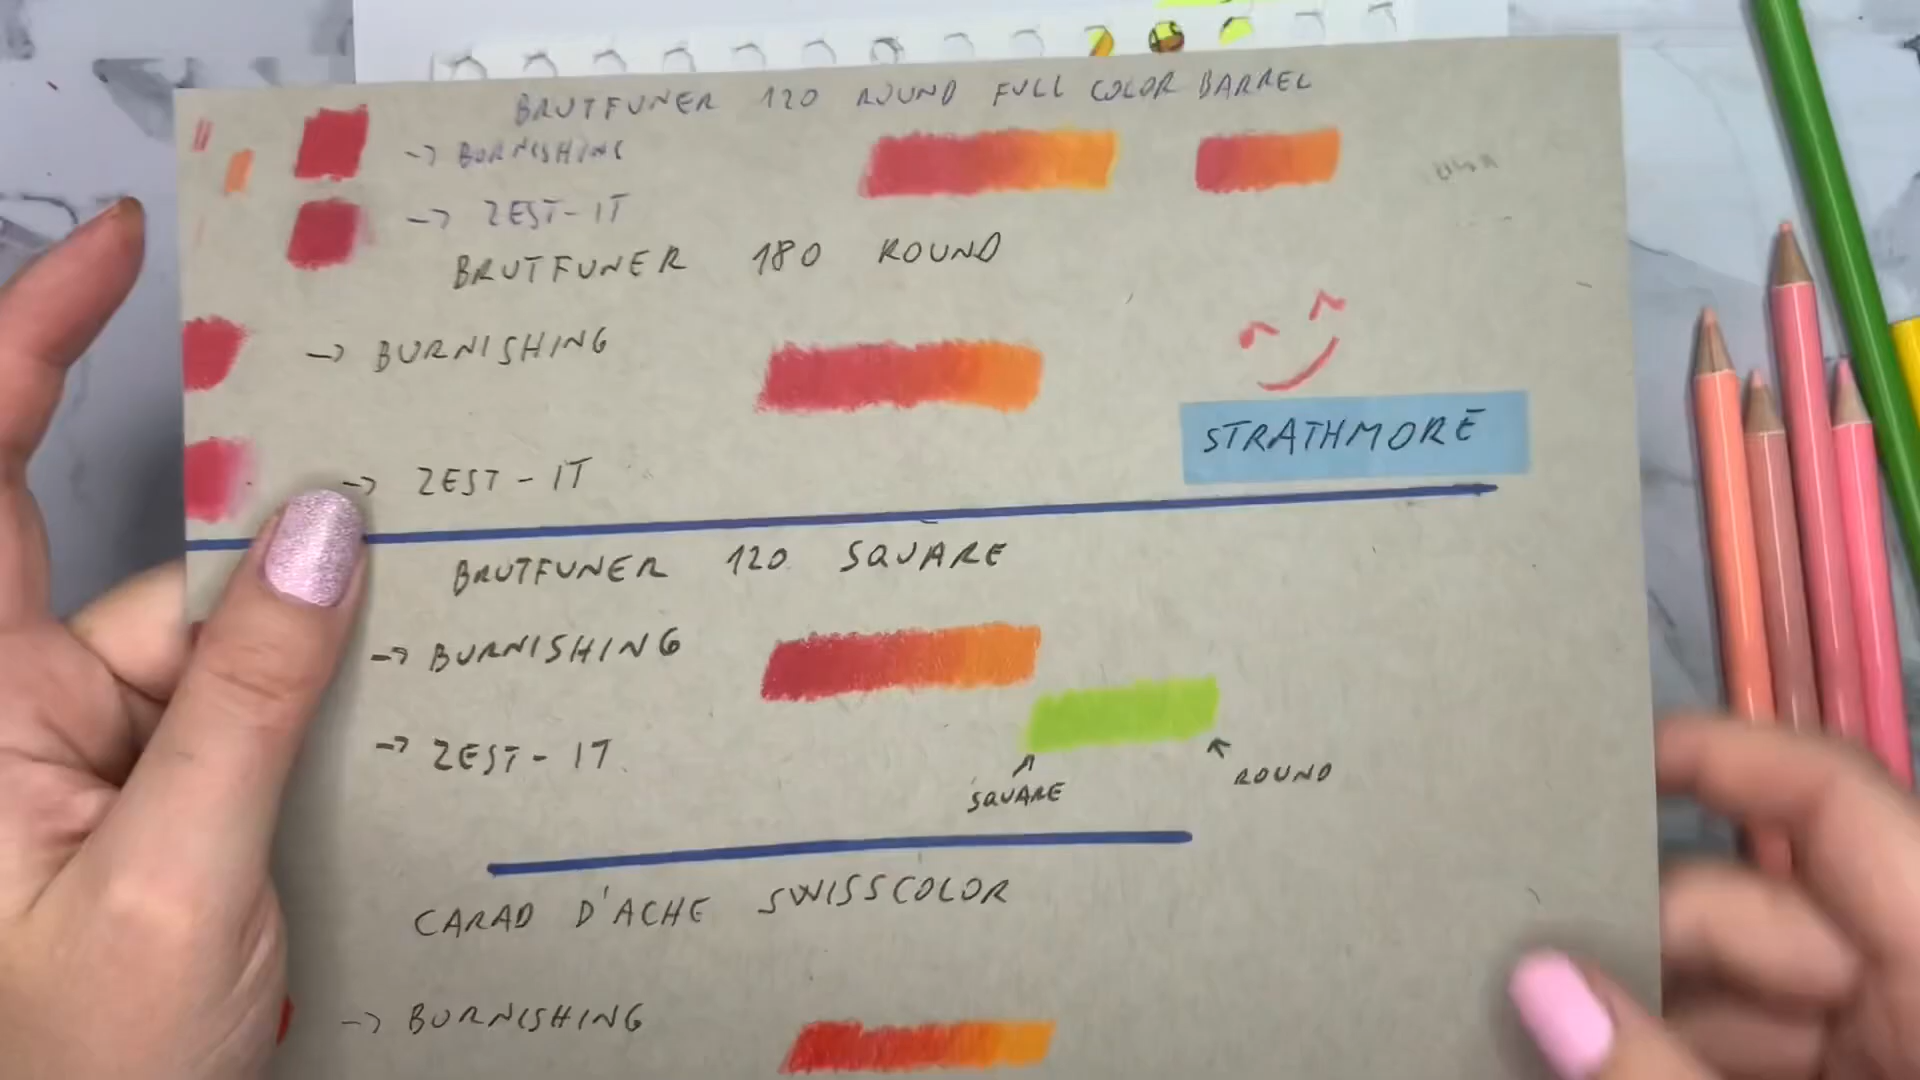 BRUTFUNER 120 ROUND FULL COLOR BARREL
-> BURNISHING
-> ZEST-IT
BRUTFUNER 180 ROUND
-> BURNISHING
STRATHMORE
-> ZEST-IT
BRUTFUNER 120 SQUARE
-> BURNISHING
-> ZEST-IT
SQUARE
ROUND
CARAD D'ACHE SWISSCOLOR
-> BURNISHING